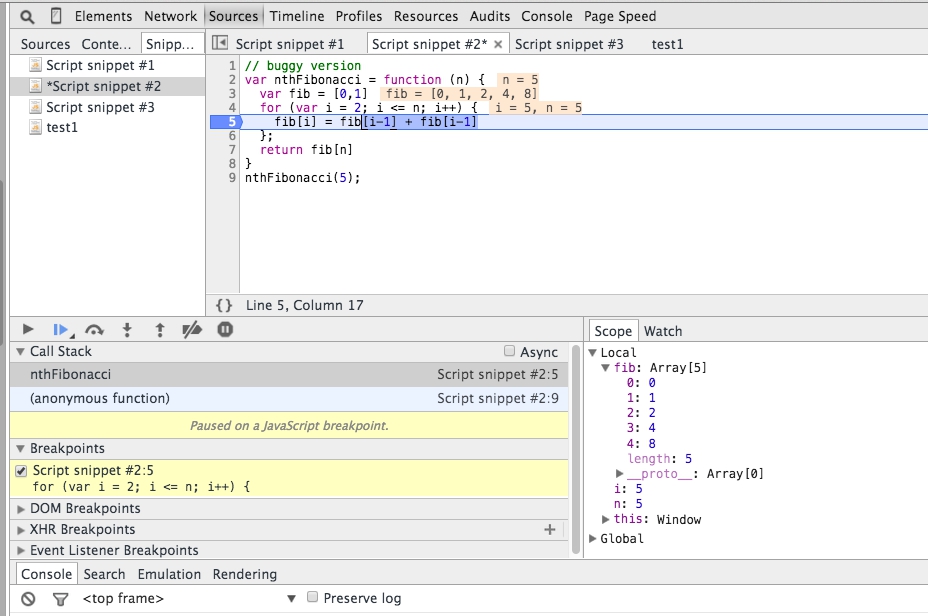 Elements Network Sources Timeline Profiles Resources Audits Console Page Speed
Sources Conte... Snipp... Script snippet #1 Script snippet #2* × Script snippet #3 test1
Script snippet #1
*Script snippet #2
Script snippet #3
test1
1 // buggy version
2 var nthFibonacci = function (n) { n = 5
3 var fib = [0,1] fib = [0, 1, 2, 4, 8]
4 for (var i = 2; i <= n; i++) { i = 5, n = 5
5 fib[i] = fib[i-1] + fib[i-1]
6 };
7 return fib[n]
8 }
9 nthFibonacci(5);
{} Line 5, Column 17
Call Stack Async
nthFibonacci Script snippet #2:5
(anonymous function) Script snippet #2:9
Paused on a JavaScript breakpoint.
Breakpoints
Script snippet #2:5
for (var i = 2; i <= n; i++) {
DOM Breakpoints
XHR Breakpoints +
Event Listener Breakpoints
Scope Watch
Local
fib: Array[5]
0: 0
1: 1
2: 2
3: 4
4: 8
length: 5
__proto__: Array[0]
i: 5
n: 5
this: Window
Global
Console Search Emulation Rendering
<top frame> Preserve log